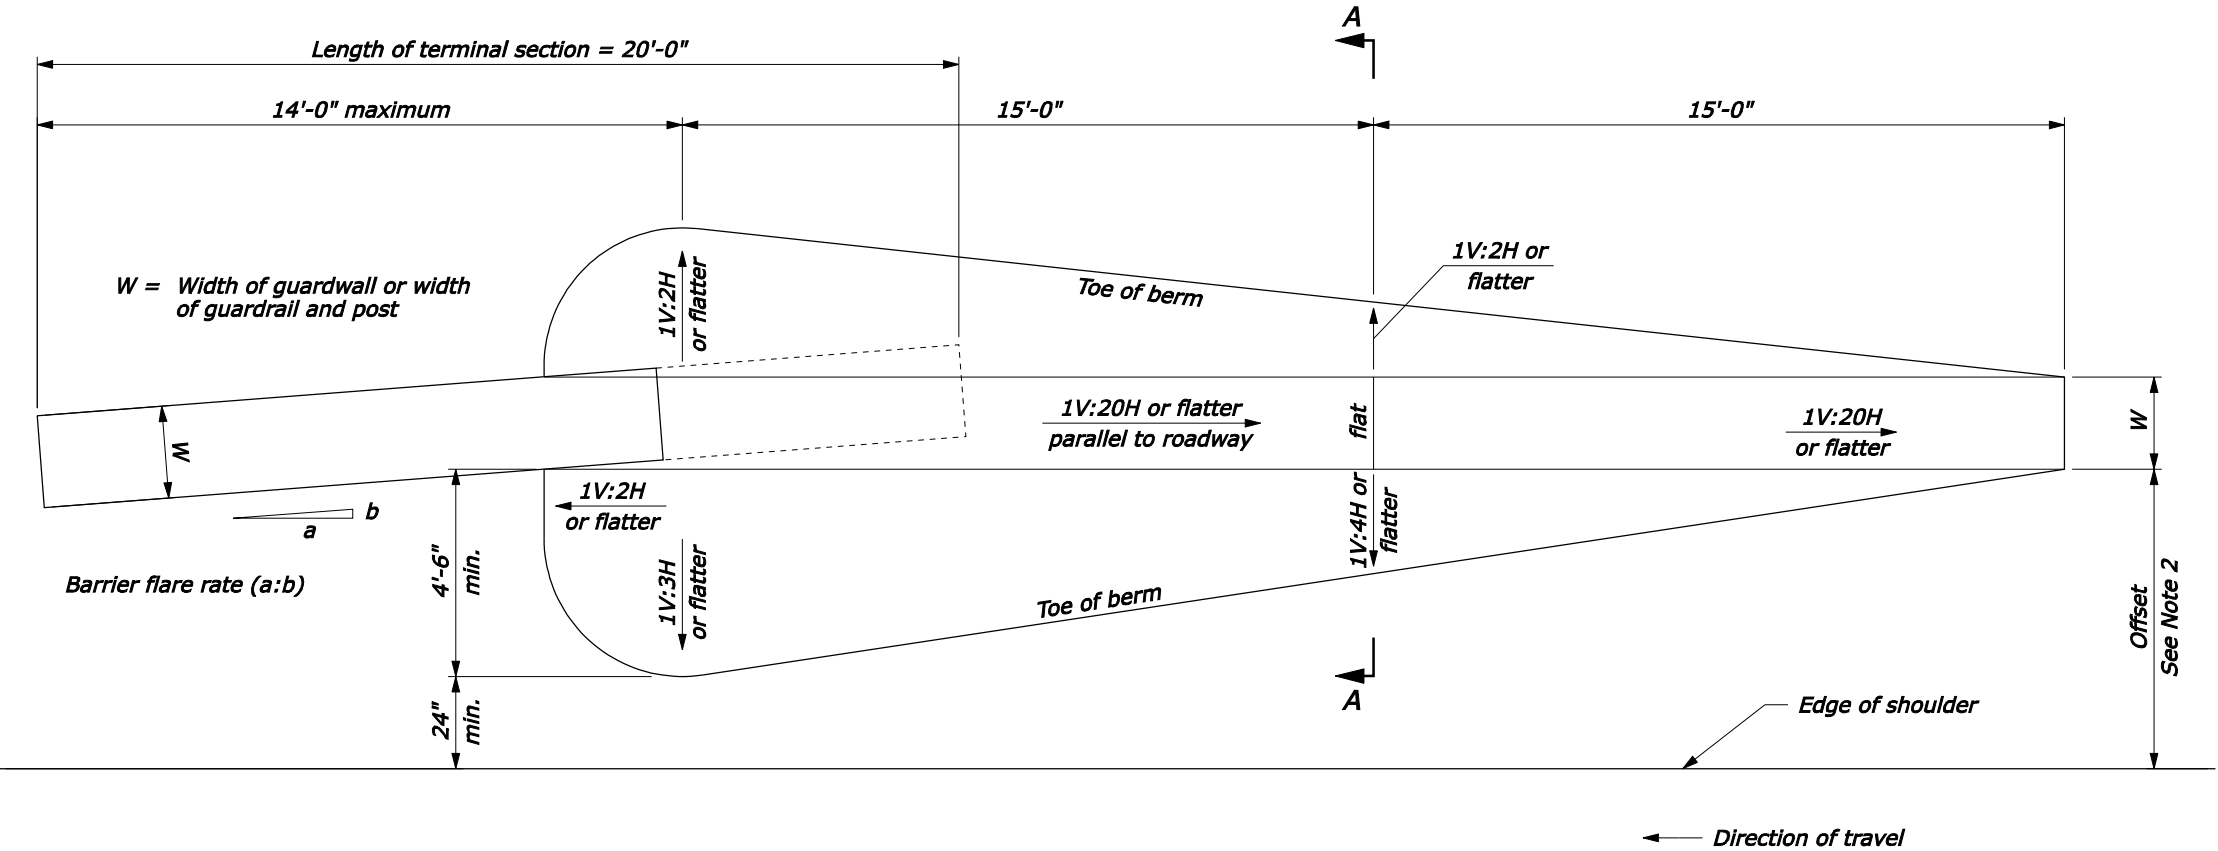 A
Length of terminal section = 20'-0"
14'-0" maximum
15'-0"
15'-0"
W = Width of guardwall or width
of guardrail and post
1V:2H
or flatter
Toe of berm
1V:2H or
flatter
W
1V:20H or flatter
parallel to roadway
flat
1V:20H
or flatter
W
a
b
Barrier flare rate (a:b)
1V:2H
or flatter
4'-6"
min.
1V:3H
or flatter
1V:4H or
flatter
Toe of berm
Offset
See Note 2
24"
min.
A
Edge of shoulder
Direction of travel